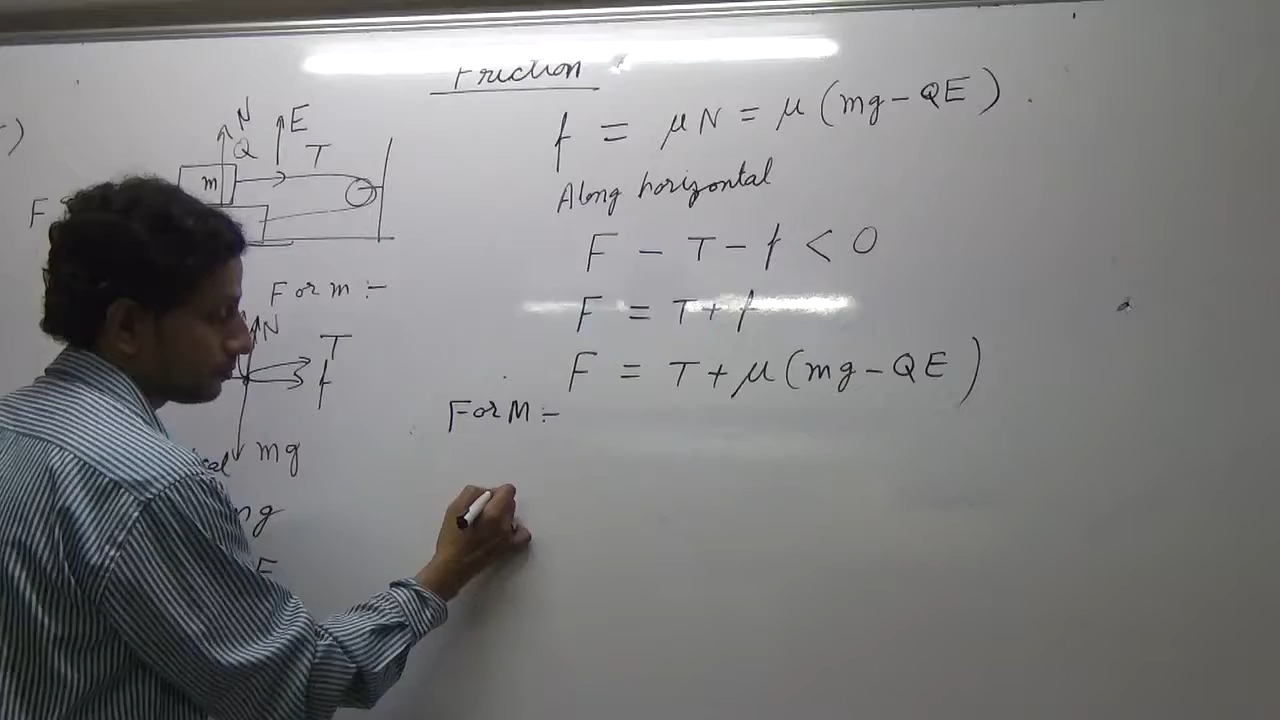 Friction
f = μN = μ(mg - QE).
Along horizontal
F - T - f < 0
F = T + f
F = T + μ(mg - QE)
For M :-
)
N
E
Q
T
m
F
For m :-
N
T
f
mg